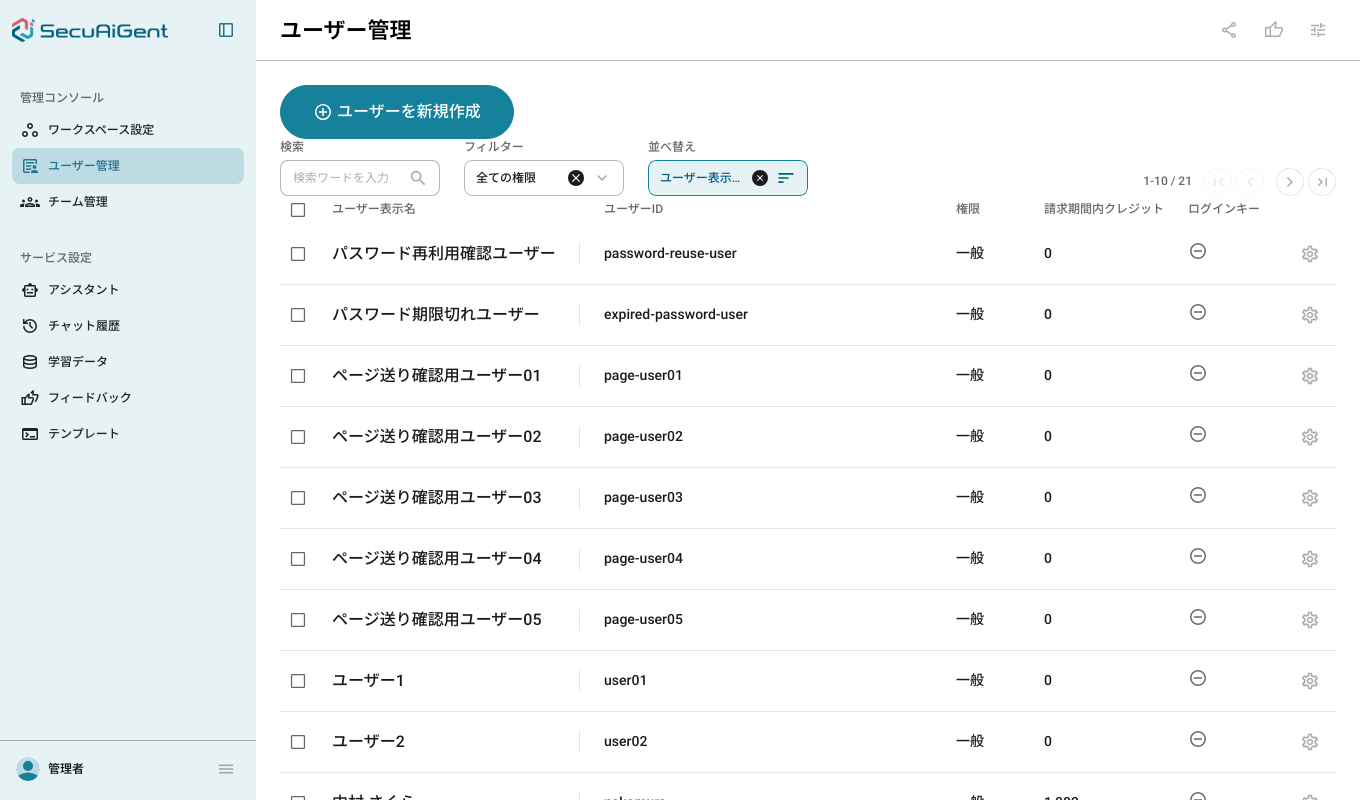 SecuAiGent
管理コンソール
ワークスペース設定
ユーザー管理
チーム管理
サービス設定
アシスタント
チャット履歴
学習データ
フィードバック
テンプレート
管理者
ユーザー管理
ユーザーを新規作成
検索 フィルター 並べ替え
検索ワードを入力 全ての権限 ユーザー表示... 1-10 / 21
ユーザー表示名 ユーザーID 権限 請求期間内クレジット ログインキー
パスワード再利用確認ユーザー password-reuse-user 一般 0
パスワード期限切れユーザー expired-password-user 一般 0
ページ送り確認用ユーザー01 page-user01 一般 0
ページ送り確認用ユーザー02 page-user02 一般 0
ページ送り確認用ユーザー03 page-user03 一般 0
ページ送り確認用ユーザー04 page-user04 一般 0
ページ送り確認用ユーザー05 page-user05 一般 0
ユーザー1 user01 一般 0
ユーザー2 user02 一般 0